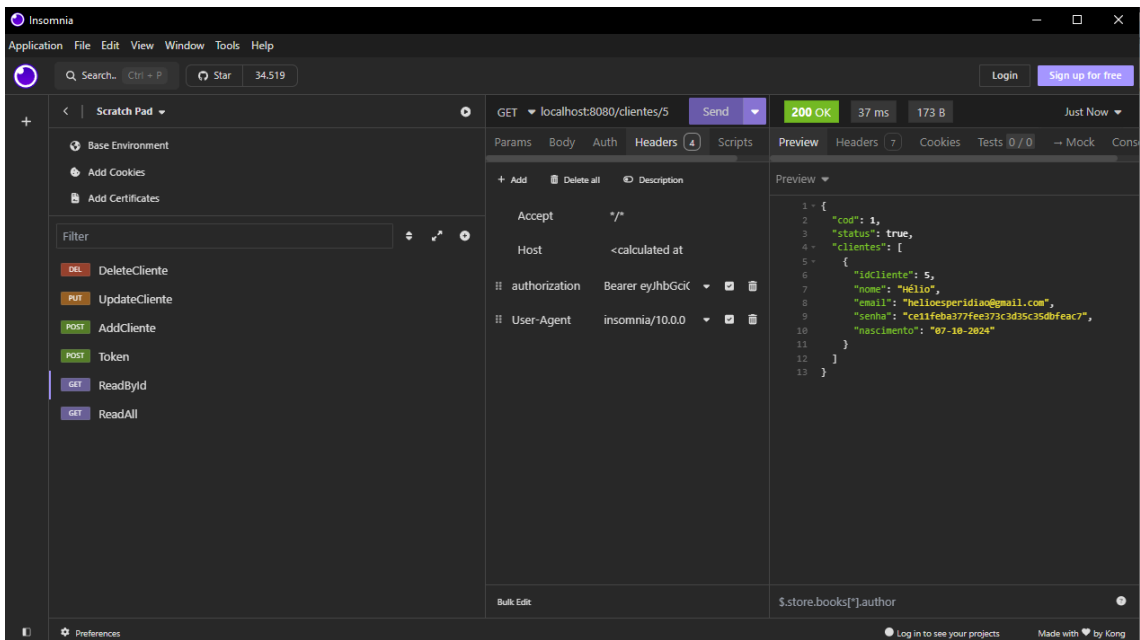 Insomnia
Application File Edit View Window Tools Help
Search.. Ctrl + P Star 34.519 Login Sign up for free
Scratch Pad
Base Environment
Add Cookies
Add Certificates
Filter
DEL DeleteCliente
PUT UpdateCliente
POST AddCliente
POST Token
GET ReadById
GET ReadAll
GET localhost:8080/clientes/5 Send
Params Body Auth Headers 4 Scripts
+ Add Delete all Description
Accept */*
Host <calculated at
authorization Bearer eyJhbGci
User-Agent insomnia/10.0.0
Bulk Edit
200 OK 37 ms 173 B Just Now
Preview Headers 7 Cookies Tests 0 / 0 → Mock Cons
Preview
1 {
2 "cod": 1,
3 "status": true,
4 "clientes": [
5 {
6 "idCliente": 5,
7 "nome": "Hélio",
8 "email": "helioesperidiao@gmail.com",
9 "senha": "ce11feba377fee373c3d35c35dbfeac7",
10 "nascimento": "07-10-2024"
11 }
12 ]
13 }
$.store.books[*].author
Preferences Log in to see your projects Made with ♥ by Kong